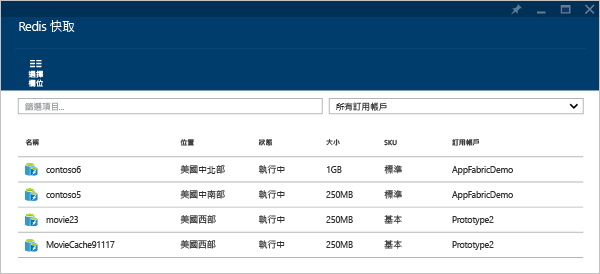 Redis 快取
選擇
欄位
篩選項目... 所有訂用帳戶
名稱 位置 狀態 大小 SKU 訂用帳戶
contoso6 美國中北部 執行中 1GB 標準 AppFabricDemo
contoso5 美國中南部 執行中 250MB 標準 AppFabricDemo
movie23 美國西部 執行中 250MB 基本 Prototype2
MovieCache91117 美國西部 執行中 250MB 基本 Prototype2